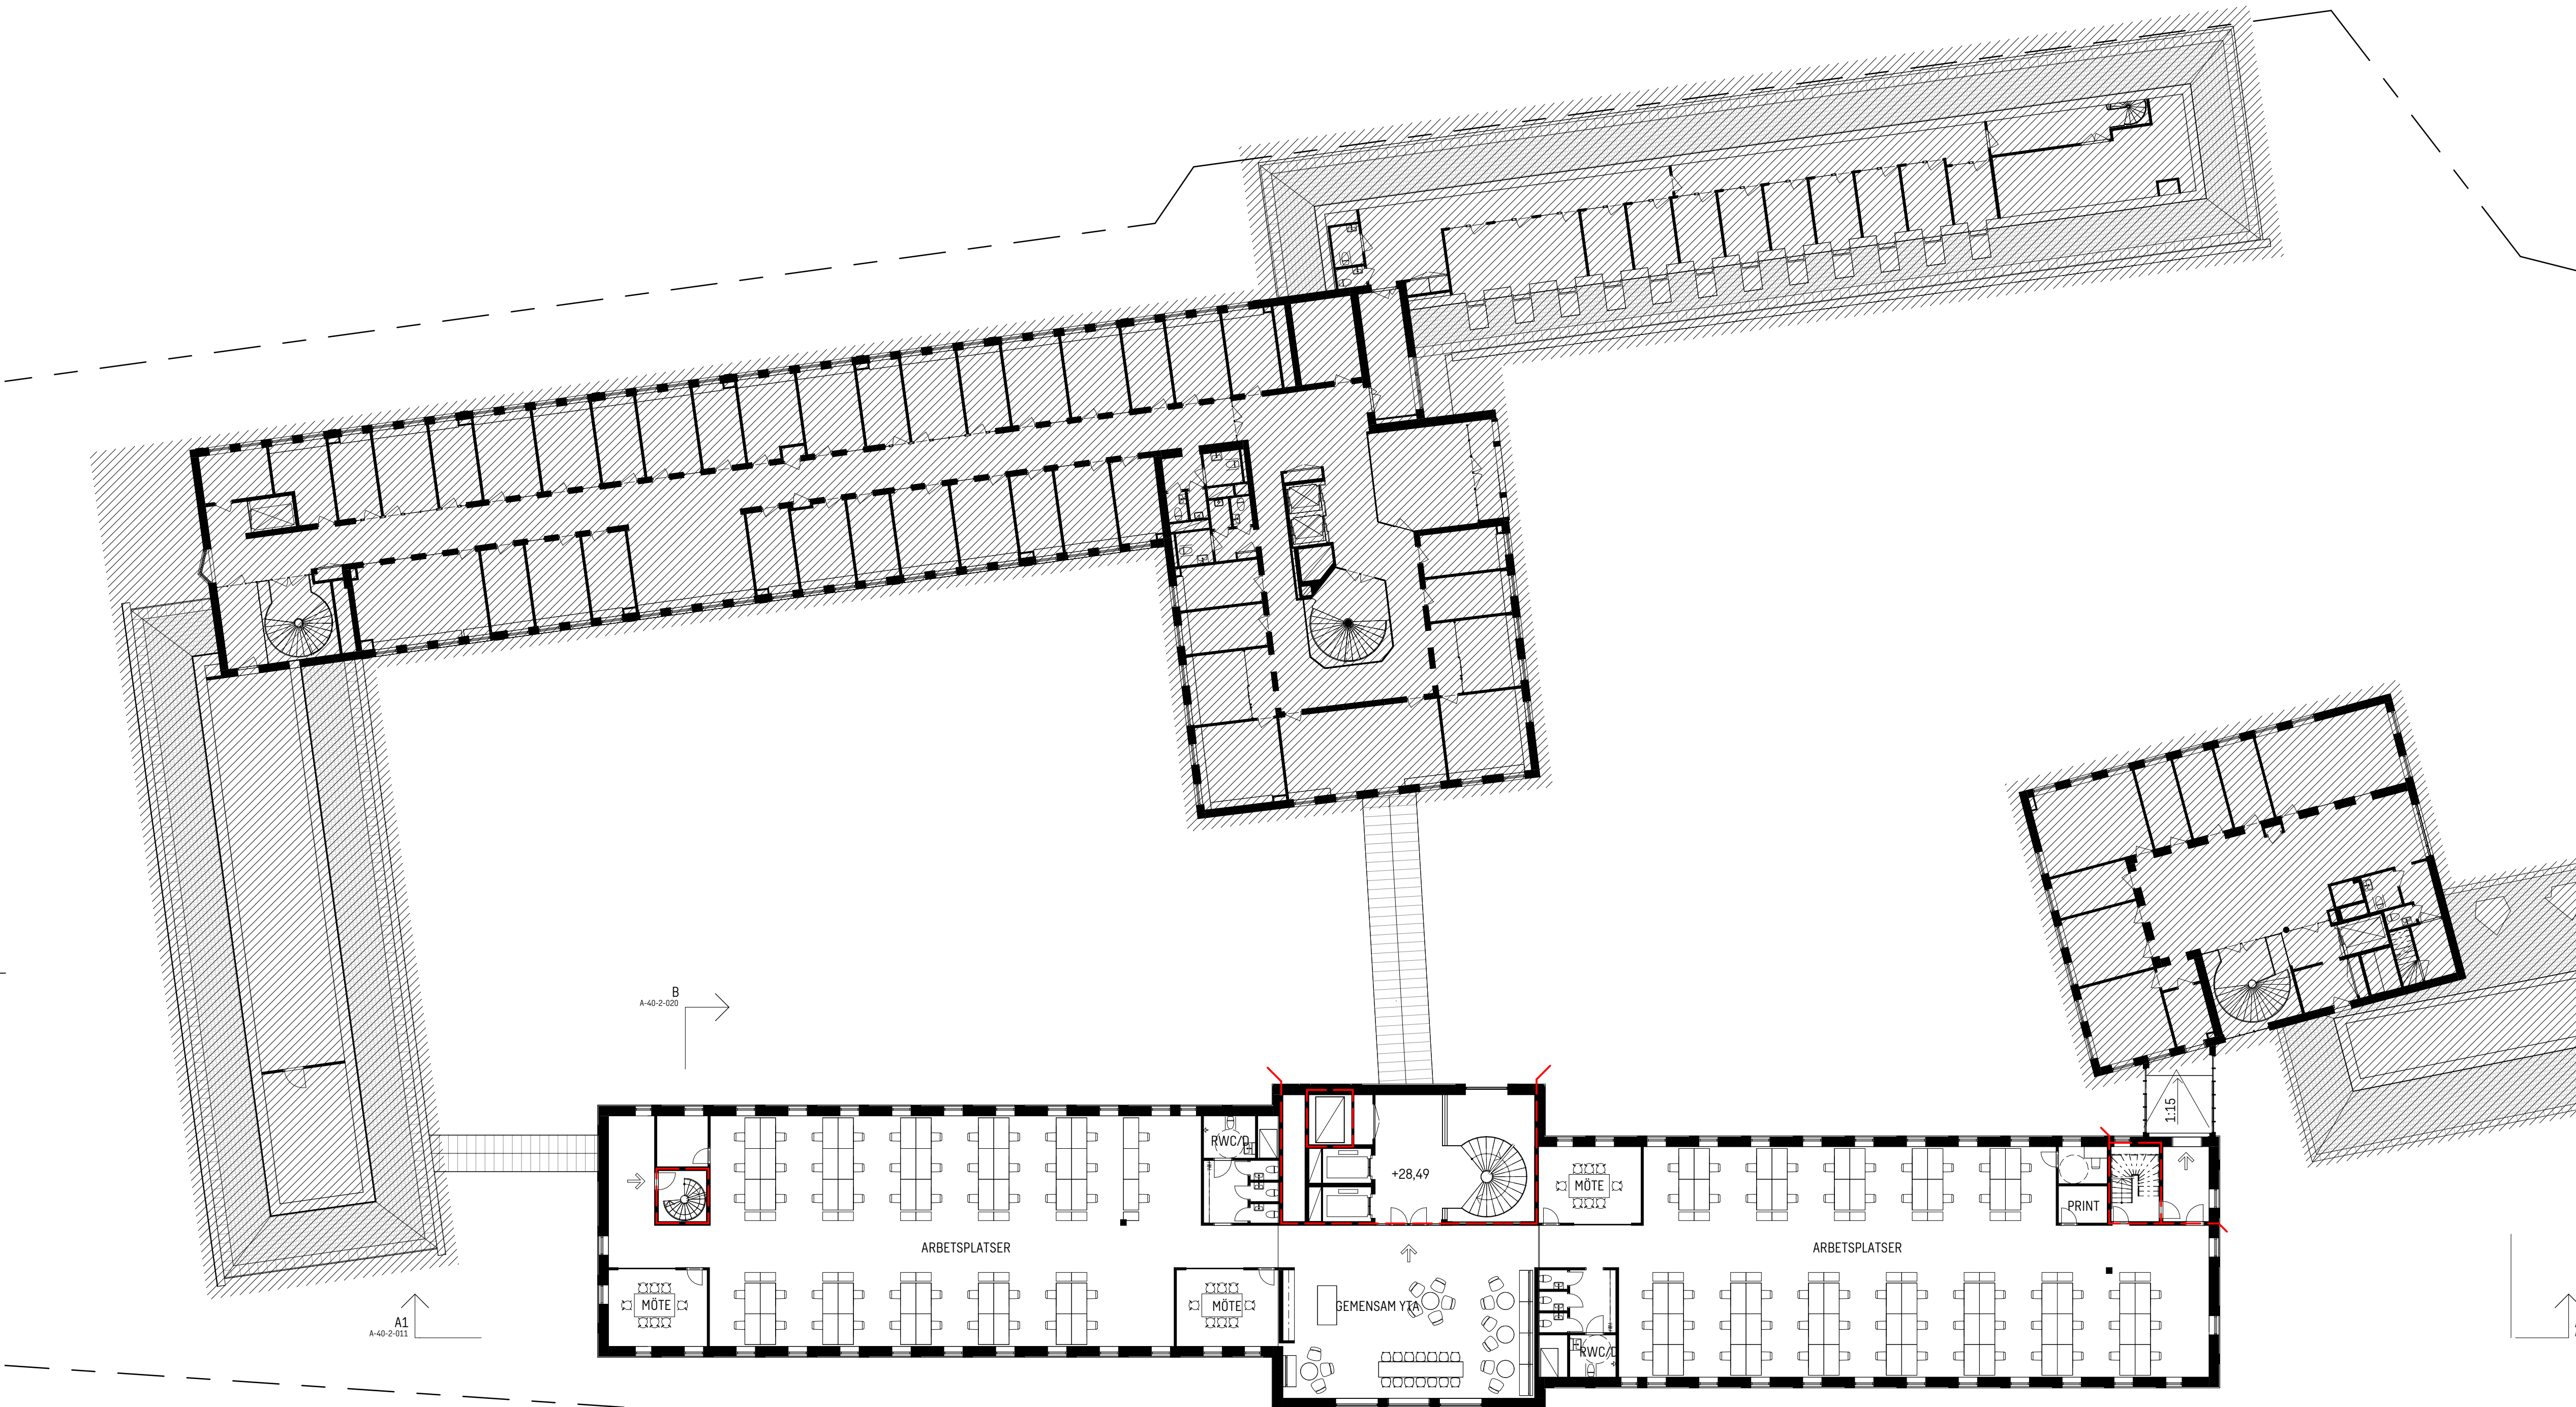 B
A-40-2-020
1:15
RWC/D
+28,49
MÖTE
PRINT
ARBETSPLATSER
ARBETSPLATSER
MÖTE
MÖTE
GEMENSAM YTA
A1
A-40-2-011
RWC/D